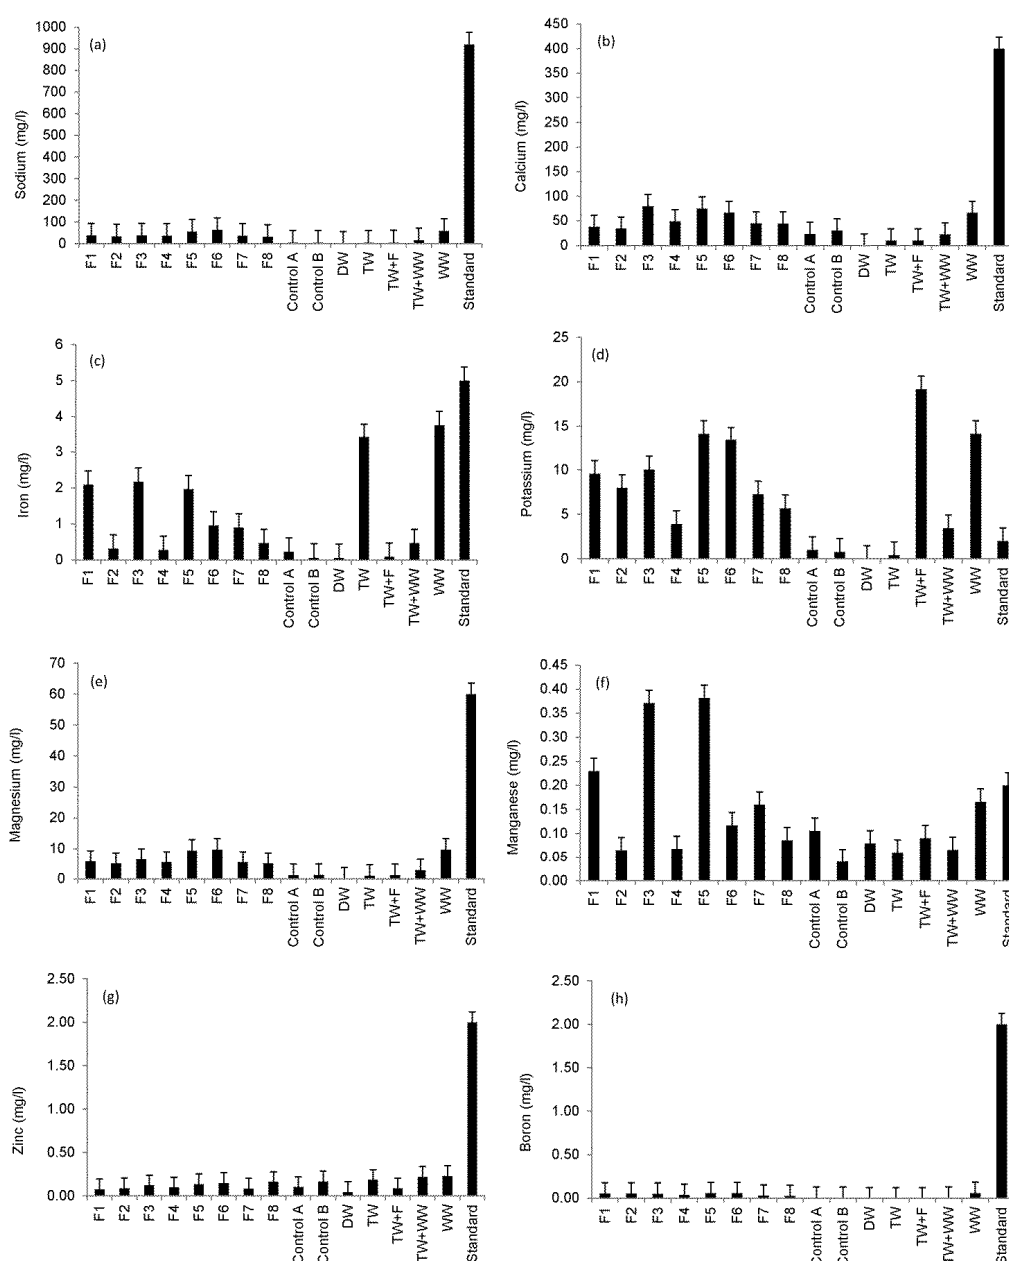 (a)
Sodium (mg/l)
1000
900
800
700
600
500
400
300
200
100
0
F1 F2 F3 F4 F5 F6 F7 F8 Control A Control B DW TW TW+F TW+WW WW Standard
(b)
Calcium (mg/l)
450
400
350
300
250
200
150
100
50
0
F1 F2 F3 F4 F5 F6 F7 F8 Control A Control B DW TW TW+F TW+WW WW Standard
(c)
Iron (mg/l)
6
5
4
3
2
1
0
F1 F2 F3 F4 F5 F6 F7 F8 Control A Control B DW TW TW+F TW+WW WW Standard
(d)
Potassium (mg/l)
25
20
15
10
5
0
F1 F2 F3 F4 F5 F6 F7 F8 Control A Control B DW TW TW+F TW+WW WW Standard
(e)
Magnesium (mg/l)
70
60
50
40
30
20
10
0
F1 F2 F3 F4 F5 F6 F7 F8 Control A Control B DW TW TW+F TW+WW WW Standard
(f)
Manganese (mg/l)
0.45
0.40
0.35
0.30
0.25
0.20
0.15
0.10
0.05
0.00
F1 F2 F3 F4 F5 F6 F7 F8 Control A Control B DW TW TW+F TW+WW WW Standard
(g)
Zinc (mg/l)
2.50
2.00
1.50
1.00
0.50
0.00
F1 F2 F3 F4 F5 F6 F7 F8 Control A Control B DW TW TW+F TW+WW WW Standard
(h)
Boron (mg/l)
2.50
2.00
1.50
1.00
0.50
0.00
F1 F2 F3 F4 F5 F6 F7 F8 Control A Control B DW TW TW+F TW+WW WW Standard